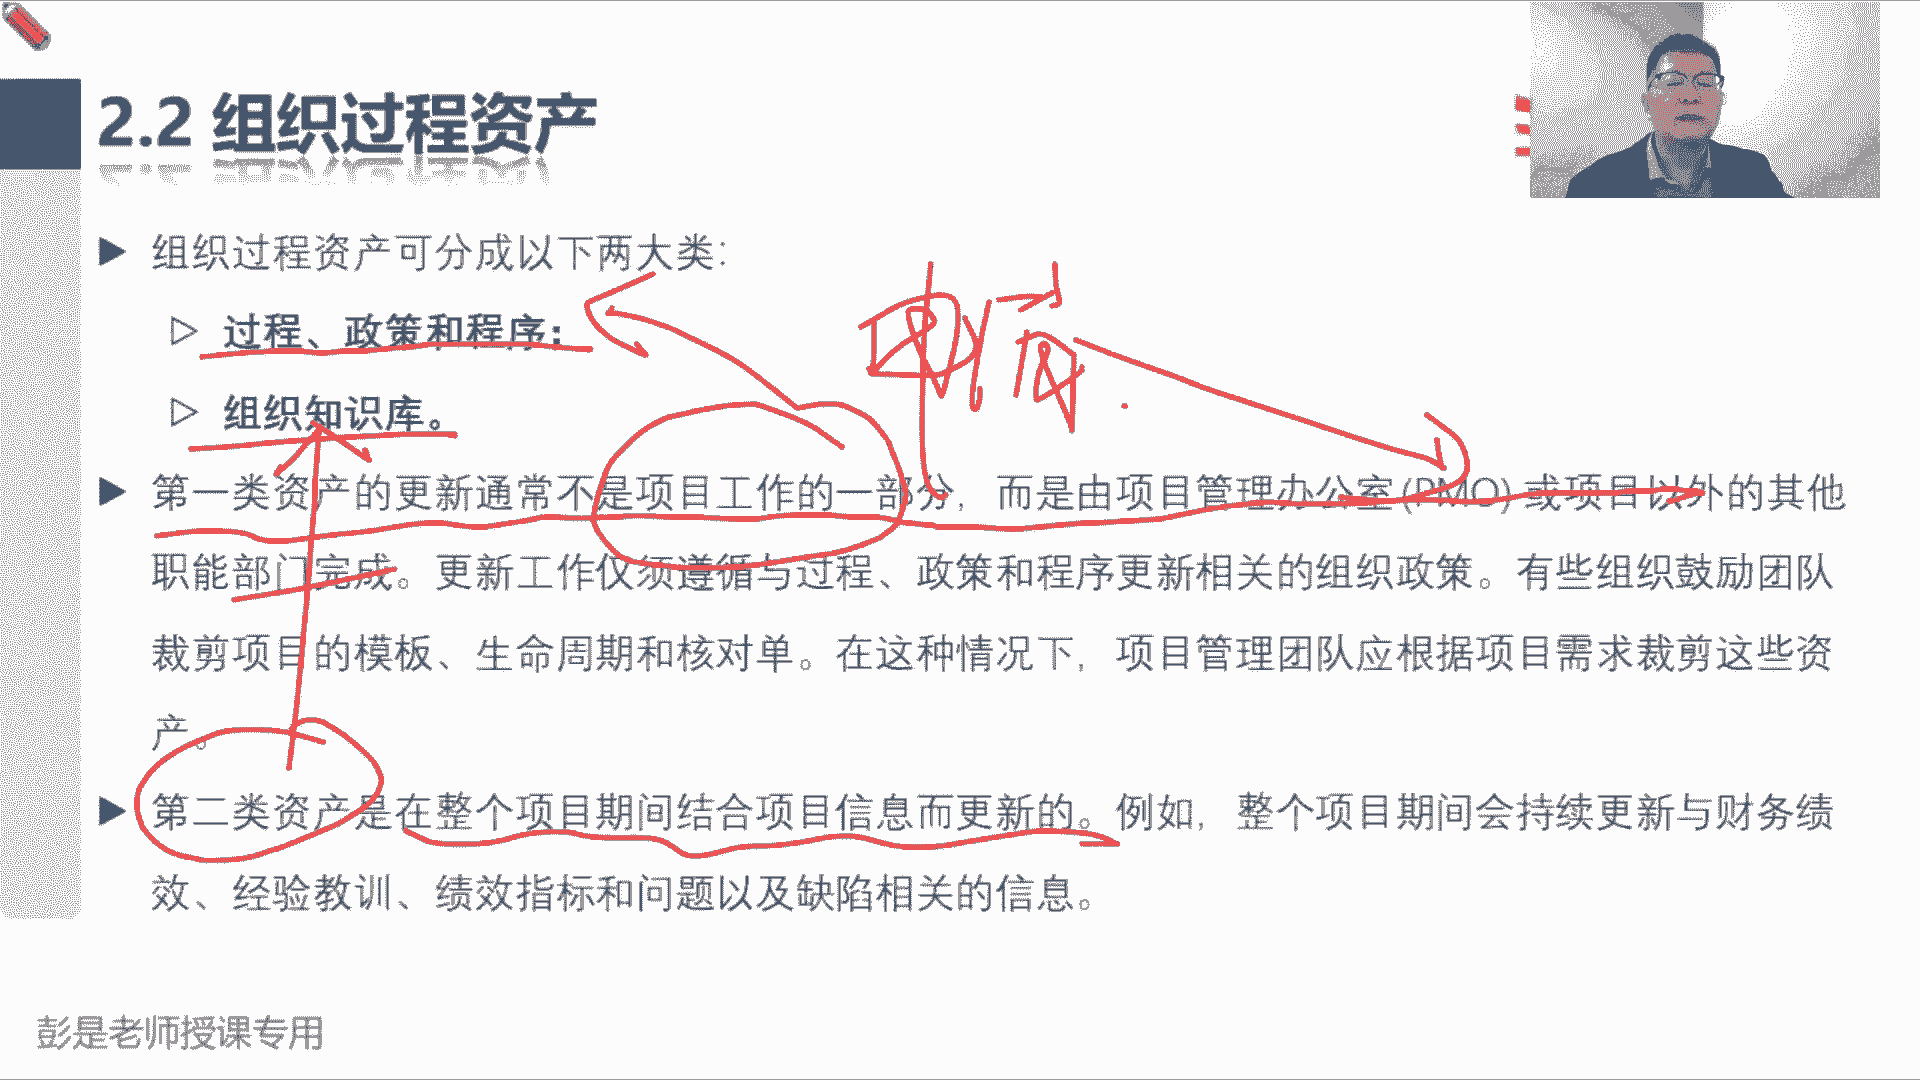 2.2 组织过程资产
组织过程资产可分成以下两大类：
过程、政策和程序；
组织知识库。
第一类资产的更新通常不是项目工作的一部分，而是由项目管理办公室(PMO)或项目以外的其他
职能部门完成。更新工作仅须遵循与过程、政策和程序更新相关的组织政策。有些组织鼓励团队
裁剪项目的模板、生命周期和核对单。在这种情况下，项目管理团队应根据项目需求裁剪这些资
产。
第二类资产是在整个项目期间结合项目信息而更新的。例如，整个项目期间会持续更新与财务绩
效、经验教训、绩效指标和问题以及缺陷相关的信息。
彭是老师授课专用